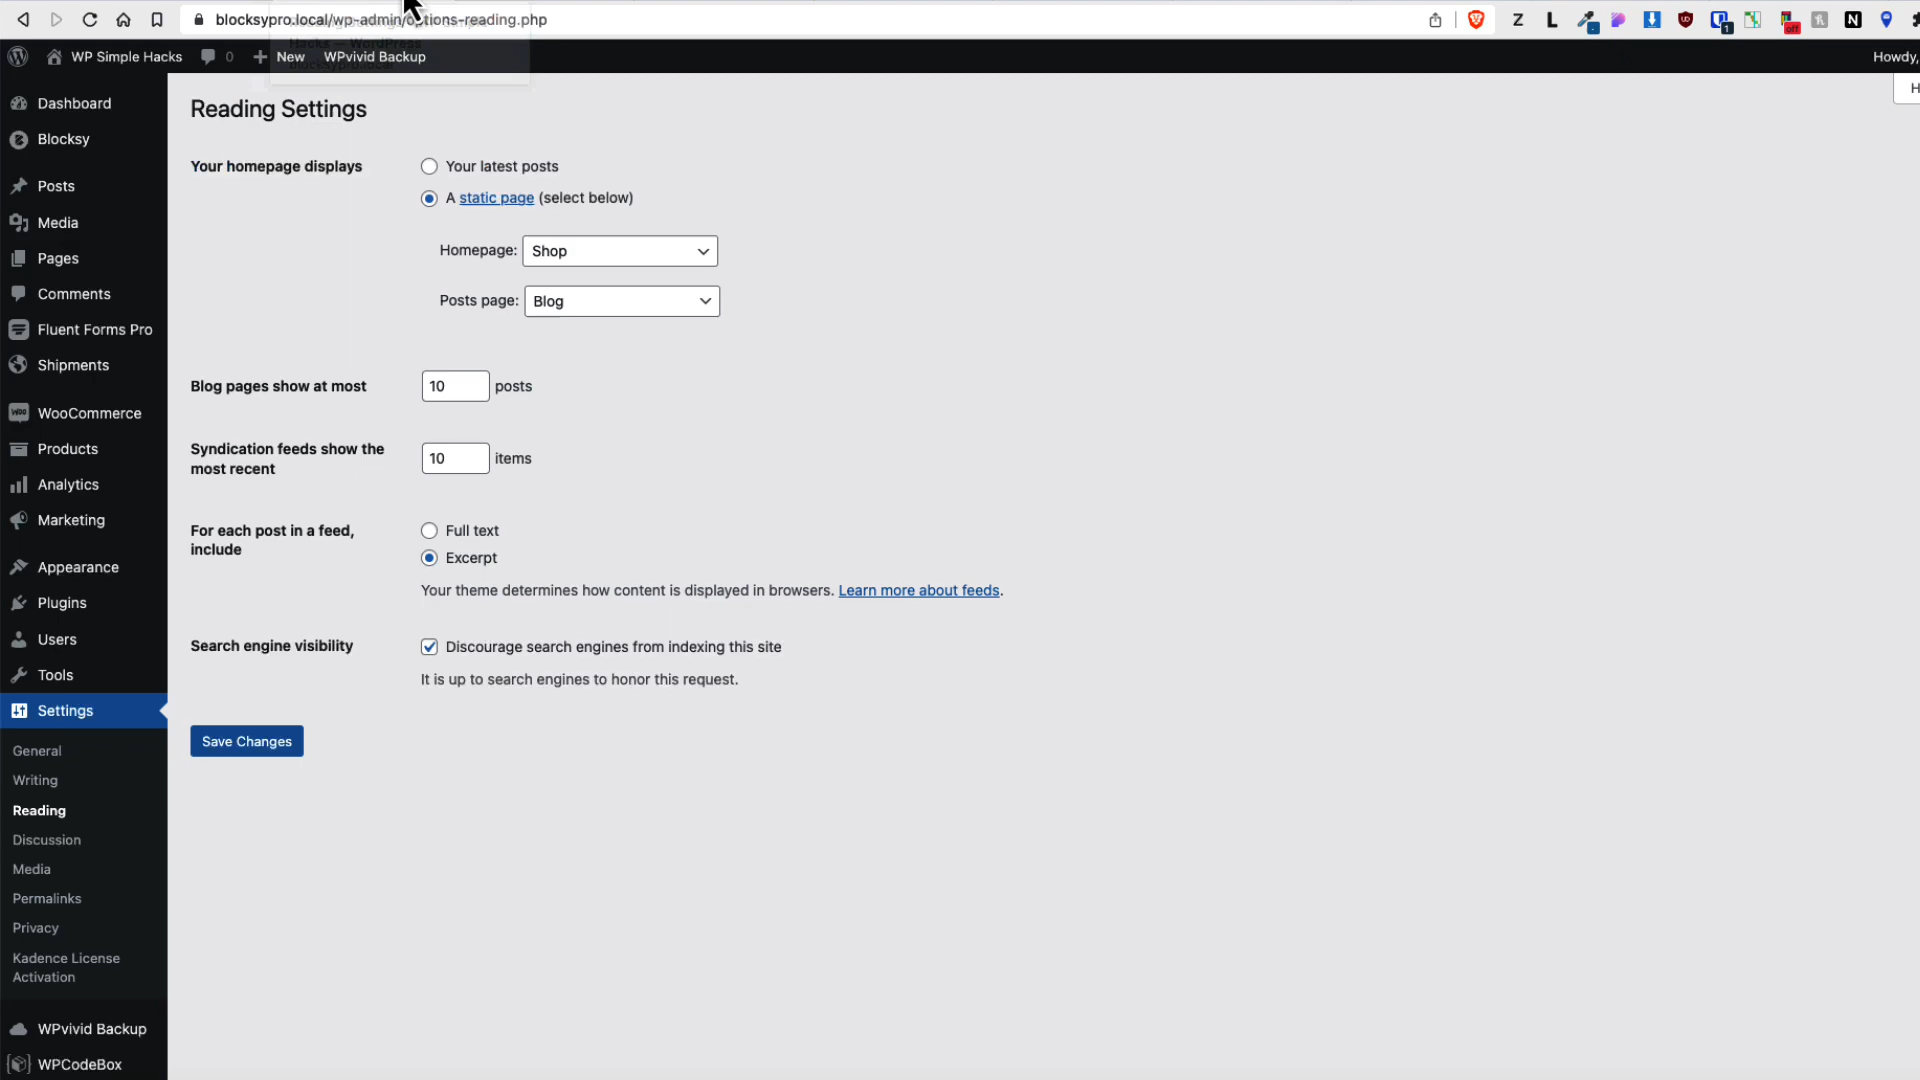 blocksypro.local/wp-admin/options-reading.php
Z
L
1
off
N
WP Simple Hacks
0
New
WPvivid Backup
Hacks — WordPress
Howdy,
H
Dashboard
Blocksy
Posts
Media
Pages
Comments
Fluent Forms Pro
Shipments
WooCommerce
Products
Analytics
Marketing
Appearance
Plugins
Users
Tools
Settings
General
Writing
Reading
Discussion
Media
Permalinks
Privacy
Kadence License
Activation
WPvivid Backup
WPCodeBox
Reading Settings
Your homepage displays
Your latest posts
A static page (select below)
Homepage: Shop
Posts page: Blog
Blog pages show at most
10 posts
Syndication feeds show the
most recent
10 items
For each post in a feed,
include
Full text
Excerpt
Your theme determines how content is displayed in browsers. Learn more about feeds.
Search engine visibility
Discourage search engines from indexing this site
It is up to search engines to honor this request.
Save Changes